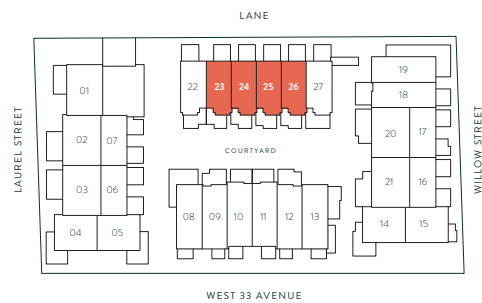 LANE
LAUREL STREET
WILLOW STREET
01
22 23 24 25 26 27
19
18
02 07
20 17
COURTYARD
03 06
21 16
08 09 10 11 12 13
04 05
14 15
WEST 33 AVENUE